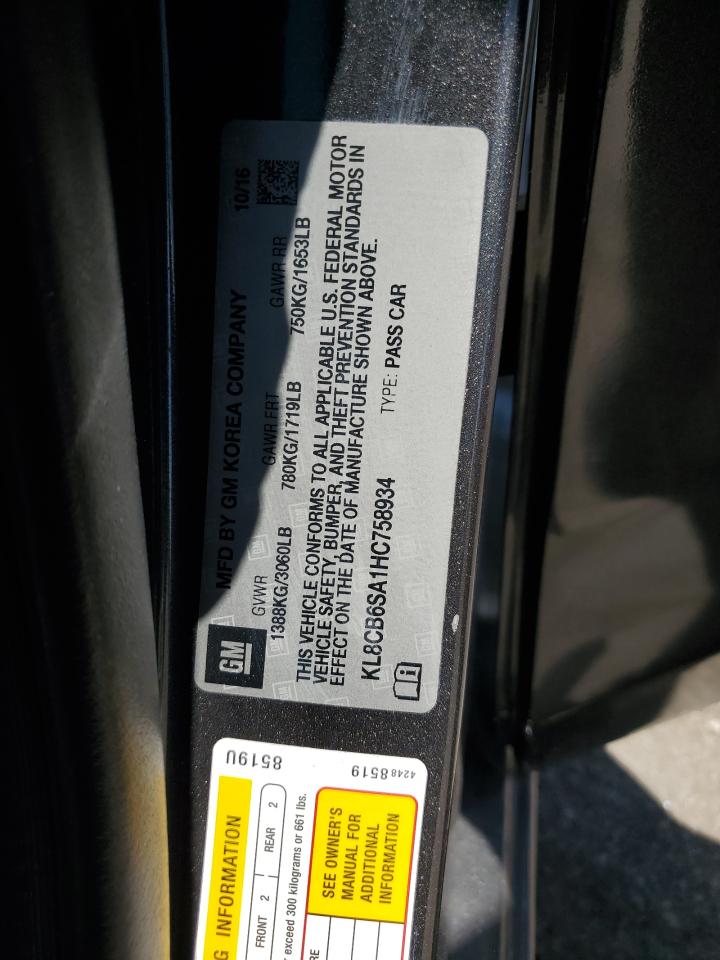 MFD BY GM KOREA COMPANY 10/16
GVWR GAWR FRT GAWR RR
1388KG/3060LB 780KG/1719LB 750KG/1653LB
THIS VEHICLE CONFORMS TO ALL APPLICABLE U.S. FEDERAL MOTOR
VEHICLE SAFETY, BUMPER, AND THEFT PREVENTION STANDARDS IN
EFFECT ON THE DATE OF MANUFACTURE SHOWN ABOVE.
KL8CB6SA1HC758934 TYPE: PASS CAR
GM
8519U
4248 8519
INFORMATION
FRONT 2 REAR 2
exceed 300 kilograms or 661 lbs.
SEE OWNER'S
MANUAL FOR
ADDITIONAL
INFORMATION